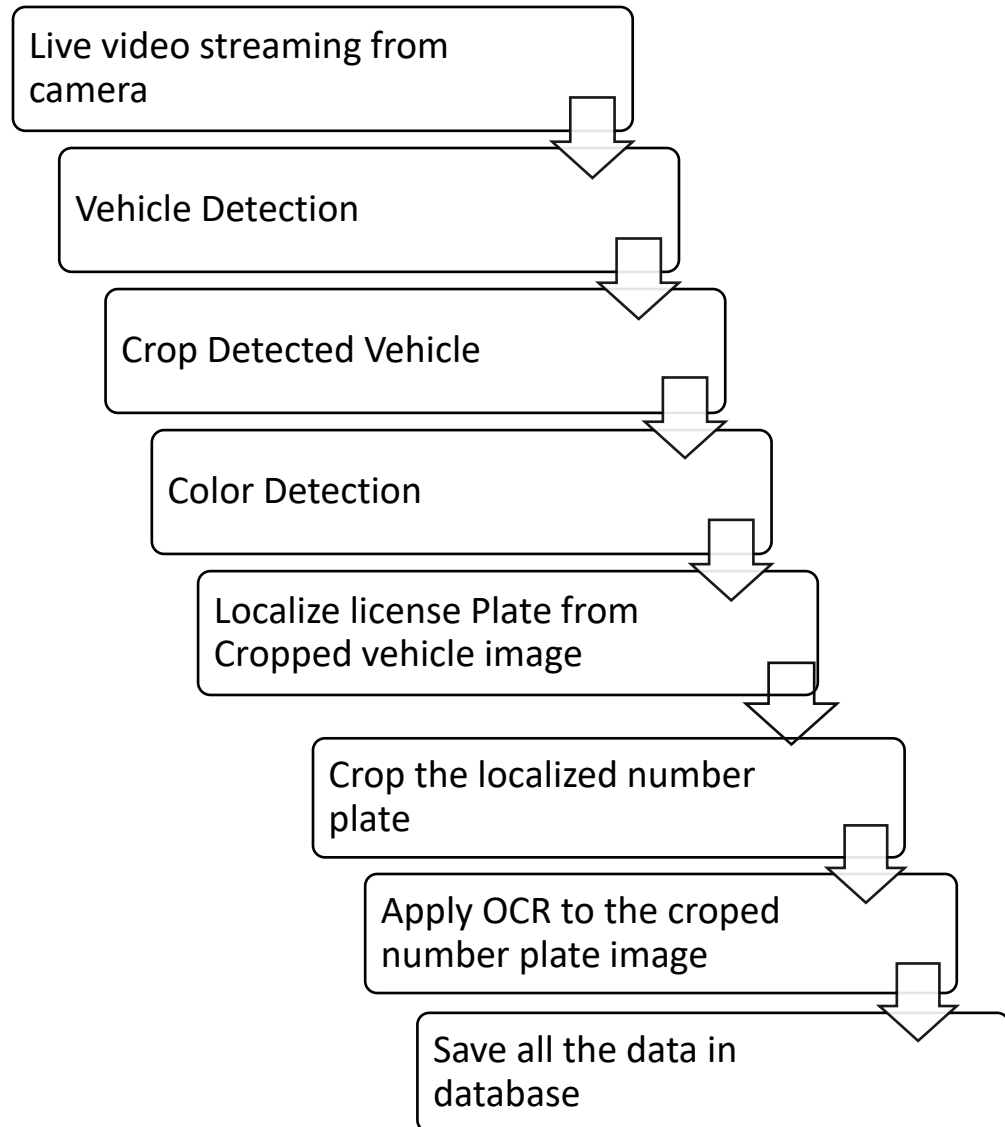 Live video streaming from
camera
Vehicle Detection
Crop Detected Vehicle
Color Detection
Localize license Plate from
Cropped vehicle image
Crop the localized number
plate
Apply OCR to the croped
number plate image
Save all the data in
database